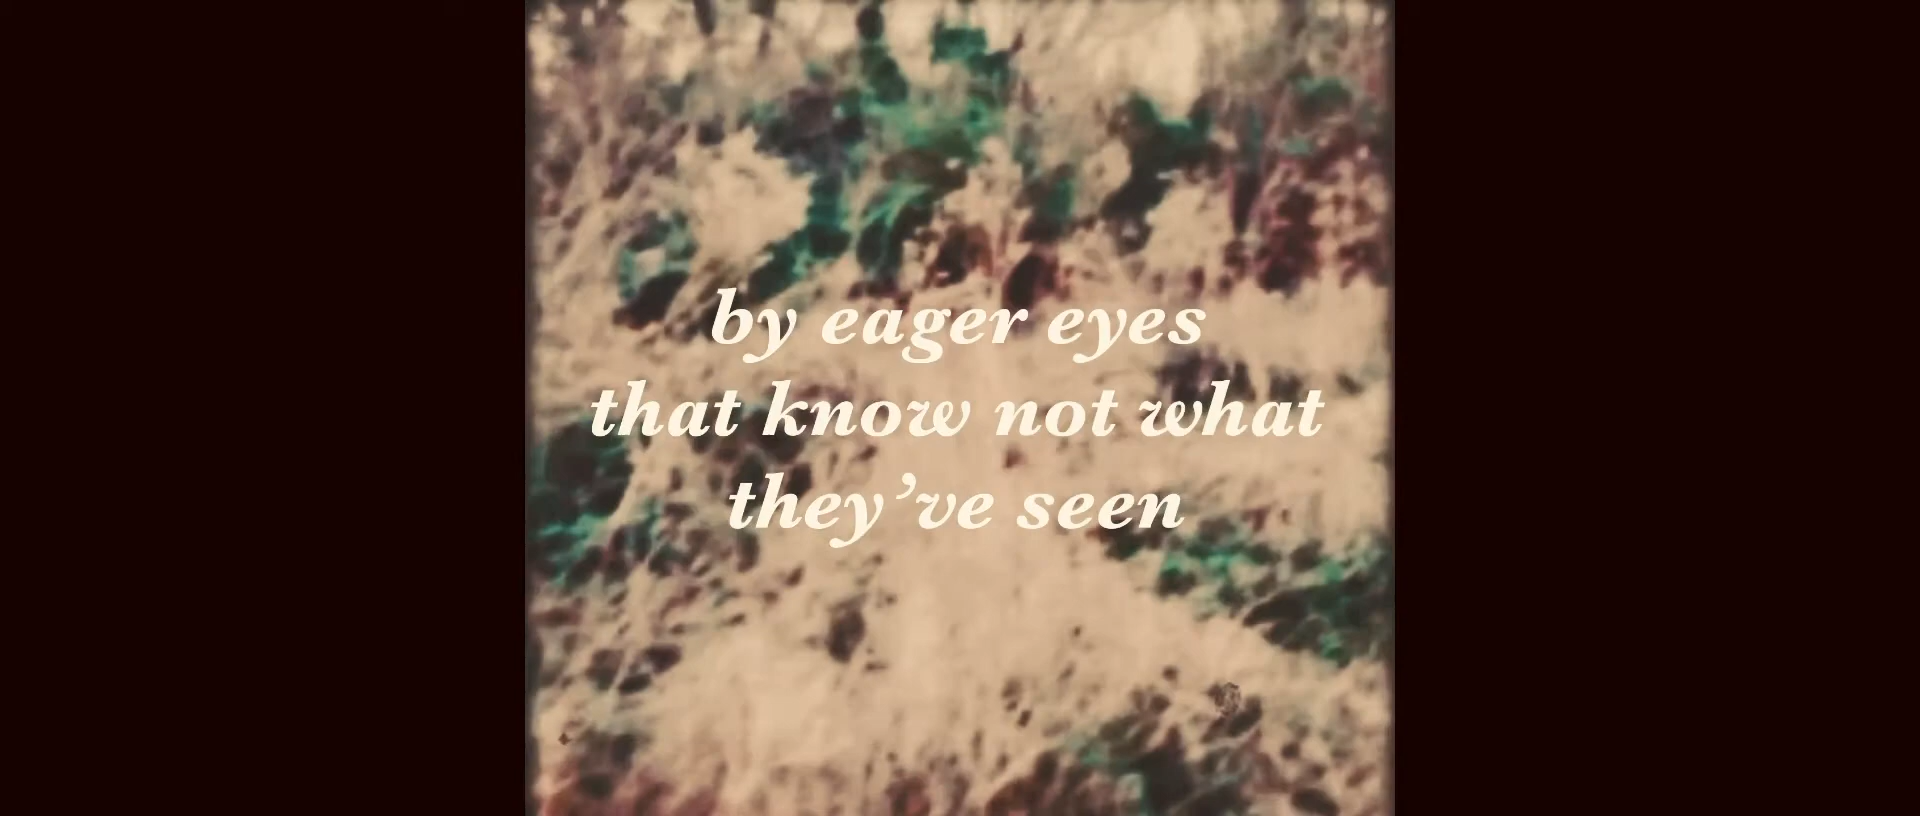 by eager eyes
that know not what
they’ve seen